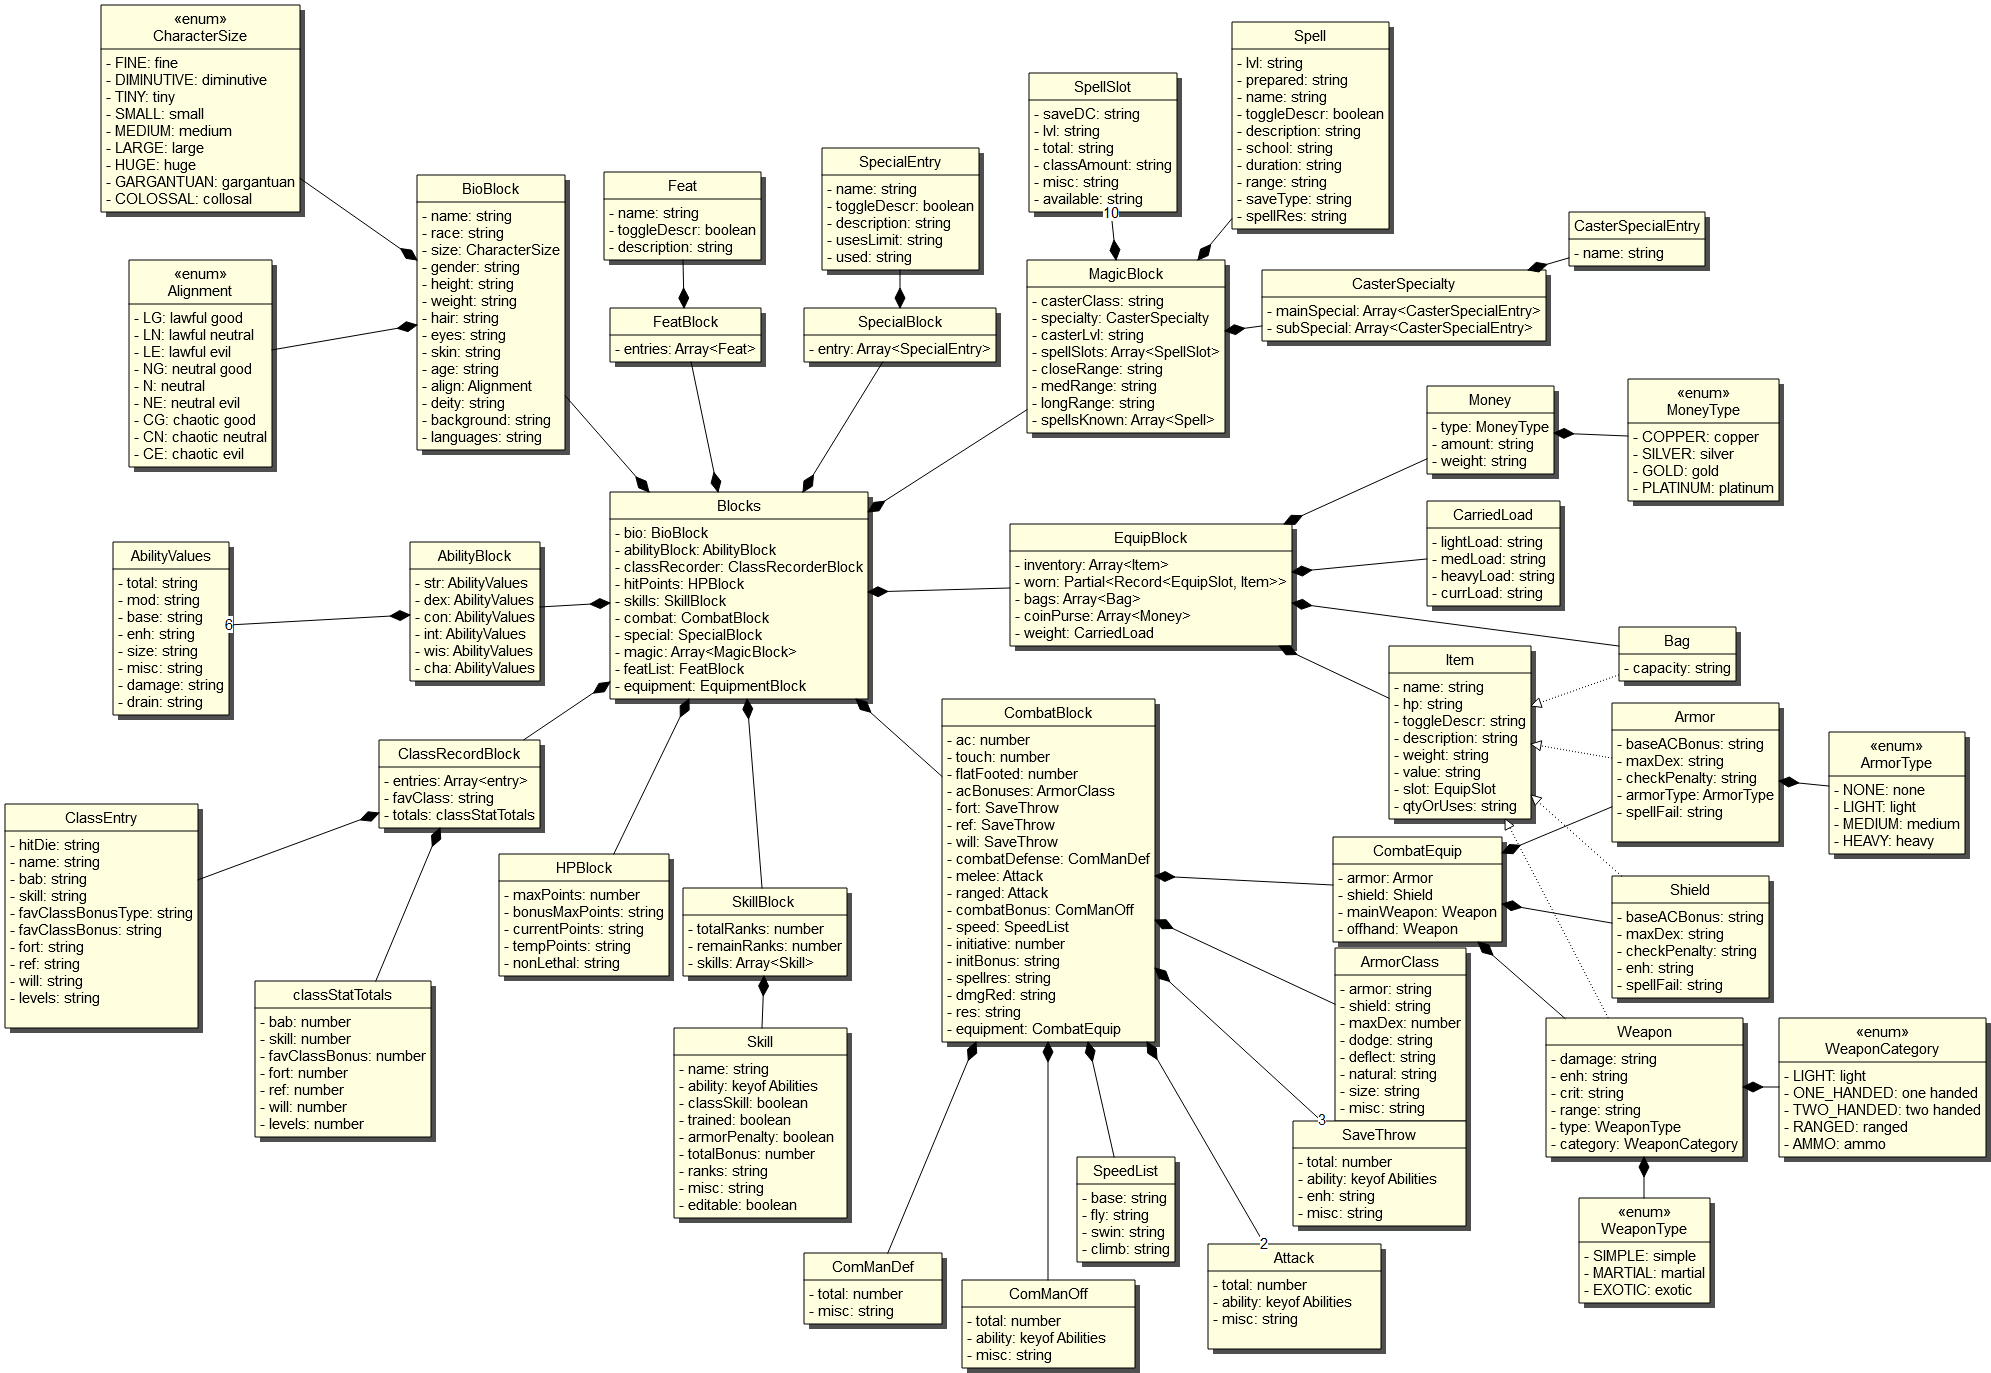 «enum»
CharacterSize
- FINE: fine
- DIMINUTIVE: diminutive
- TINY: tiny
- SMALL: small
- MEDIUM: medium
- LARGE: large
- HUGE: huge
- GARGANTUAN: gargantuan
- COLOSSAL: collosal
«enum»
Alignment
- LG: lawful good
- LN: lawful neutral
- LE: lawful evil
- NG: neutral good
- N: neutral
- NE: neutral evil
- CG: chaotic good
- CN: chaotic neutral
- CE: chaotic evil
BioBlock
- name: string
- race: string
- size: CharacterSize
- gender: string
- height: string
- weight: string
- hair: string
- eyes: string
- skin: string
- age: string
- align: Alignment
- deity: string
- background: string
- languages: string
Feat
- name: string
- toggleDescr: boolean
- description: string
FeatBlock
- entries: Array<Feat>
SpecialEntry
- name: string
- toggleDescr: boolean
- description: string
- usesLimit: string
- used: string
SpecialBlock
- entry: Array<SpecialEntry>
SpellSlot
- saveDC: string
- lvl: string
- total: string
- classAmount: string
- misc: string
- available: string
10
Spell
- lvl: string
- prepared: string
- name: string
- toggleDescr: boolean
- description: string
- school: string
- duration: string
- range: string
- saveType: string
- spellRes: string
MagicBlock
- casterClass: string
- specialty: CasterSpecialty
- casterLvl: string
- spellSlots: Array<SpellSlot>
- closeRange: string
- medRange: string
- longRange: string
- spellsKnown: Array<Spell>
CasterSpecialty
- mainSpecial: Array<CasterSpecialEntry>
- subSpecial: Array<CasterSpecialEntry>
CasterSpecialEntry
- name: string
Money
- type: MoneyType
- amount: string
- weight: string
«enum»
MoneyType
- COPPER: copper
- SILVER: silver
- GOLD: gold
- PLATINUM: platinum
CarriedLoad
- lightLoad: string
- medLoad: string
- heavyLoad: string
- currLoad: string
Blocks
- bio: BioBlock
- abilityBlock: AbilityBlock
- classRecorder: ClassRecorderBlock
- hitPoints: HPBlock
- skills: SkillBlock
- combat: CombatBlock
- special: SpecialBlock
- magic: Array<MagicBlock>
- featList: FeatBlock
- equipment: EquipmentBlock
EquipBlock
- inventory: Array<Item>
- worn: Partial<Record<EquipSlot, Item>>
- bags: Array<Bag>
- coinPurse: Array<Money>
- weight: CarriedLoad
AbilityValues
- total: string
- mod: string
- base: string
- enh: string
- size: string
- misc: string
- damage: string
- drain: string
6
AbilityBlock
- str: AbilityValues
- dex: AbilityValues
- con: AbilityValues
- int: AbilityValues
- wis: AbilityValues
- cha: AbilityValues
Bag
- capacity: string
Item
- name: string
- hp: string
- toggleDescr: string
- description: string
- weight: string
- value: string
- slot: EquipSlot
- qtyOrUses: string
Armor
- baseACBonus: string
- maxDex: string
- checkPenalty: string
- armorType: ArmorType
- spellFail: string
«enum»
ArmorType
- NONE: none
- LIGHT: light
- MEDIUM: medium
- HEAVY: heavy
ClassRecordBlock
- entries: Array<entry>
- favClass: string
- totals: classStatTotals
ClassEntry
- hitDie: string
- name: string
- bab: string
- skill: string
- favClassBonusType: string
- favClassBonus: string
- fort: string
- ref: string
- will: string
- levels: string
classStatTotals
- bab: number
- skill: number
- favClassBonus: number
- fort: number
- ref: number
- will: number
- levels: number
HPBlock
- maxPoints: number
- bonusMaxPoints: string
- currentPoints: string
- tempPoints: string
- nonLethal: string
SkillBlock
- totalRanks: number
- remainRanks: number
- skills: Array<Skill>
Skill
- name: string
- ability: keyof Abilities
- classSkill: boolean
- trained: boolean
- armorPenalty: boolean
- totalBonus: number
- ranks: string
- misc: string
- editable: boolean
CombatBlock
- ac: number
- touch: number
- flatFooted: number
- acBonuses: ArmorClass
- fort: SaveThrow
- ref: SaveThrow
- will: SaveThrow
- combatDefense: ComManDef
- melee: Attack
- ranged: Attack
- combatBonus: ComManOff
- speed: SpeedList
- initiative: number
- initBonus: string
- spellres: string
- dmgRed: string
- res: string
- equipment: CombatEquip
CombatEquip
- armor: Armor
- shield: Shield
- mainWeapon: Weapon
- offhand: Weapon
Shield
- baseACBonus: string
- maxDex: string
- checkPenalty: string
- enh: string
- spellFail: string
ArmorClass
- armor: string
- shield: string
- maxDex: number
- dodge: string
- deflect: string
- natural: string
- size: string
- misc: string
3
SaveThrow
- total: number
- ability: keyof Abilities
- enh: string
- misc: string
Weapon
- damage: string
- enh: string
- crit: string
- range: string
- type: WeaponType
- category: WeaponCategory
«enum»
WeaponCategory
- LIGHT: light
- ONE_HANDED: one handed
- TWO_HANDED: two handed
- RANGED: ranged
- AMMO: ammo
«enum»
WeaponType
- SIMPLE: simple
- MARTIAL: martial
- EXOTIC: exotic
SpeedList
- base: string
- fly: string
- swin: string
- climb: string
2
Attack
- total: number
- ability: keyof Abilities
- misc: string
ComManDef
- total: number
- misc: string
ComManOff
- total: number
- ability: keyof Abilities
- misc: string